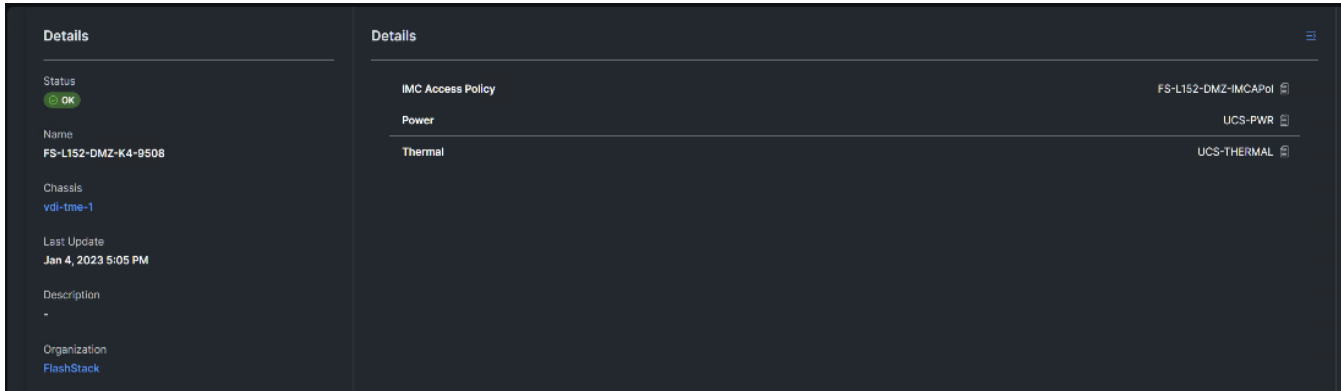 Details
Status
OK
Name
FS-L152-DMZ-K4-9508
Chassis
vdi-tme-1
Last Update
Jan 4, 2023 5:05 PM
Description
-
Organization
FlashStack
Details
IMC Access Policy FS-L152-DMZ-IMCAPol
Power UCS-PWR
Thermal UCS-THERMAL